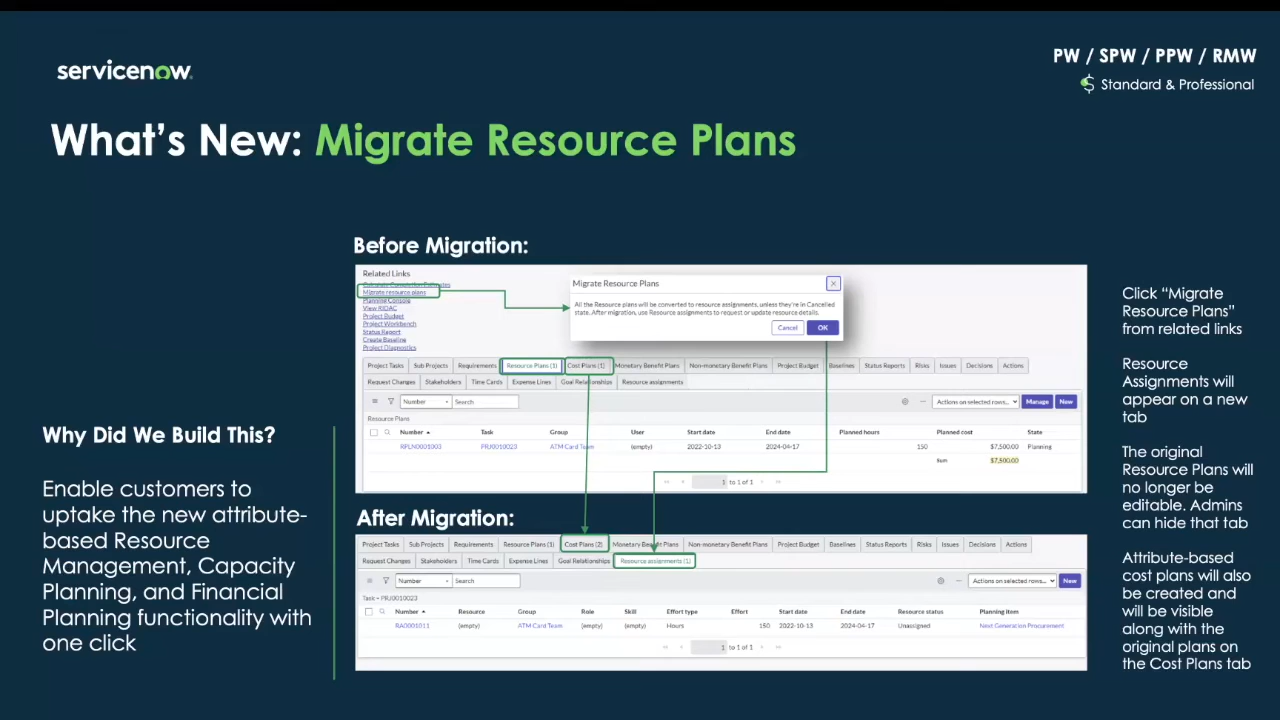 servicenow
PW / SPW / PPW / RMW
Standard & Professional
What's New: Migrate Resource Plans
Why Did We Build This?
Enable customers to
uptake the new attribute-
based Resource
Management, Capacity
Planning, and Financial
Planning functionality with
one click
Before Migration:
Related Links
Migrate resource plans
Planning Console
View RIDAC
Project Budget
Project Workbench
Status Report
Create Baseline
Project Diagnostics
Migrate Resource Plans
All the Resource plans will be converted to resource assignments, unless they're in Cancelled
state. After migration, use Resource assignments to request or update resource details.
Cancel OK
Project Tasks Sub Projects Requirements Resource Plans (1) Cost Plans (1) Monetary Benefit Plans Non-monetary Benefit Plans Project Budget Baselines Status Reports Risks Issues Decisions Actions
Request Changes Stakeholders Time Cards Expense Lines Goal Relationships Resource assignments
Number Search Actions on selected rows... Manage New
Resource Plans
Number Task Group User Start date End date Planned hours Planned cost State
RPLN0001003 PRJ0010023 ATM Card Team (empty) 2022-10-13 2024-04-17 150 $7,500.00 Planning
Sum $7,500.00
1 to 1 of 1
After Migration:
Project Tasks Sub Projects Requirements Resource Plans (1) Cost Plans (2) Monetary Benefit Plans Non-monetary Benefit Plans Project Budget Baselines Status Reports Risks Issues Decisions Actions
Request Changes Stakeholders Time Cards Expense Lines Goal Relationships Resource assignments (1)
Number Search Actions on selected rows... New
Task = PRJ0010023
Number Resource Group Role Skill Effort type Effort Start date End date Resource status Planning item
RA0001011 (empty) ATM Card Team (empty) (empty) Hours 150 2022-10-13 2024-04-17 Unassigned Next Generation Procurement
1 to 1 of 1
Click "Migrate
Resource Plans"
from related links
Resource
Assignments will
appear on a new
tab
The original
Resource Plans will
no longer be
editable. Admins
can hide that tab
Attribute-based
cost plans will also
be created and
will be visible
along with the
original plans on
the Cost Plans tab